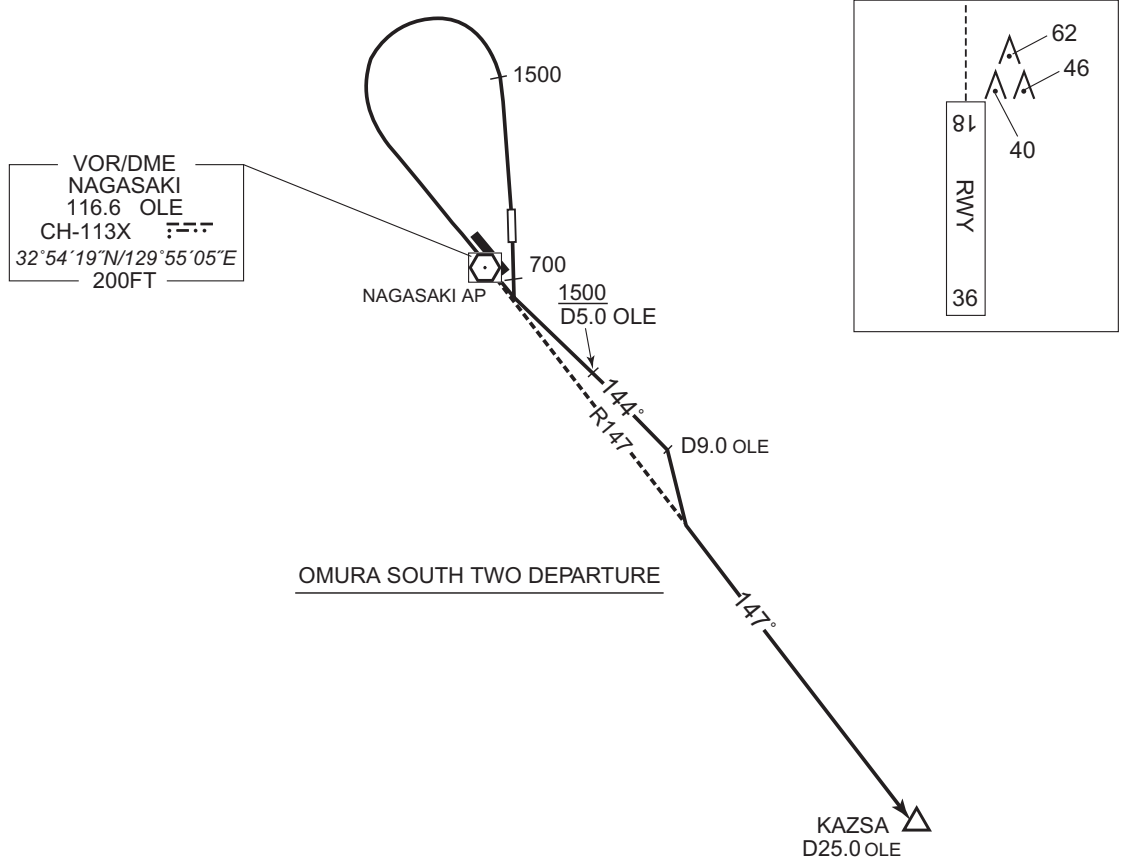 1500
VOR/DME
NAGASAKI
116.6 OLE
CH-113X
32°54´19˝N/129°55´05˝E
200FT
700
NAGASAKI AP
1500
D5.0 OLE
144°
R147
D9.0 OLE
OMURA SOUTH TWO DEPARTURE
147°
KAZSA
D25.0 OLE
62
46
40
18
RWY
36